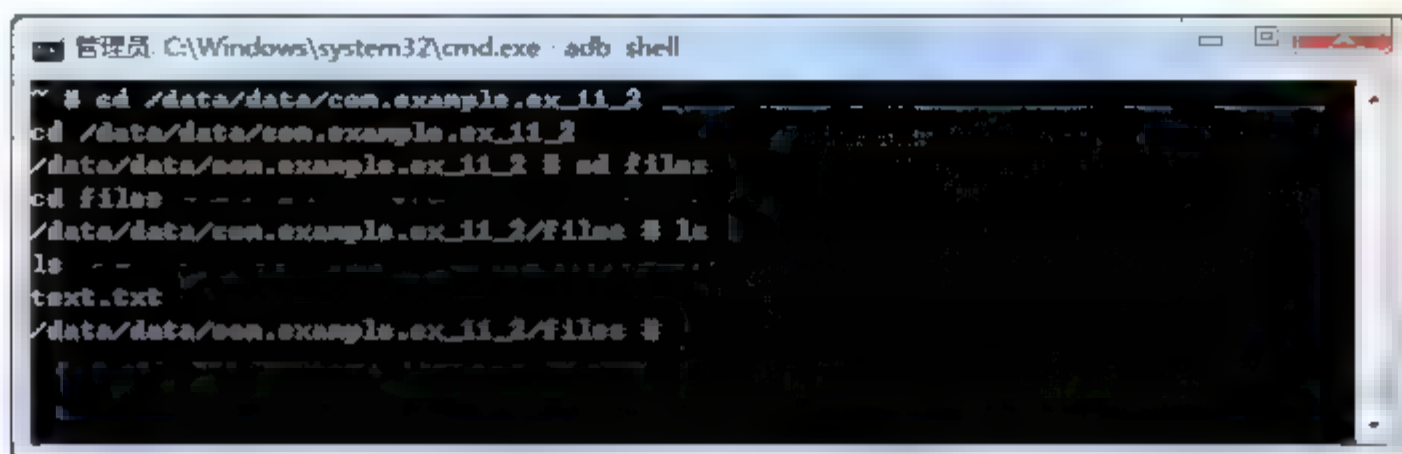 管理员: C:\Windows\system32\cmd.exe - adb shell
~ # cd /data/data/com.example.ex_11_2
cd /data/data/com.example.ex_11_2
/data/data/com.example.ex_11_2 # cd files
cd files
/data/data/com.example.ex_11_2/files # ls
ls
text.txt
/data/data/com.example.ex_11_2/files #